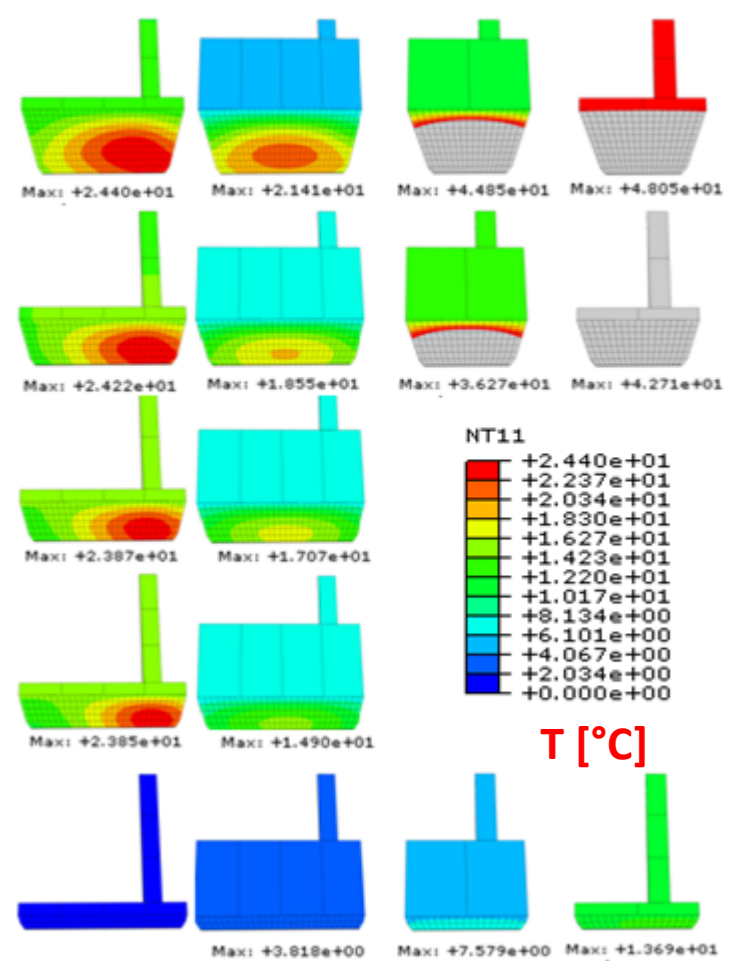 Max: +2.440e+01 Max: +2.141e+01 Max: +4.485e+01 Max: +4.805e+01
Max: +2.422e+01 Max: +1.855e+01 Max: +3.627e+01 Max: +4.271e+01
Max: +2.387e+01 Max: +1.707e+01
Max: +2.385e+01 Max: +1.490e+01
NT11
+2.440e+01
+2.237e+01
+2.034e+01
+1.830e+01
+1.627e+01
+1.423e+01
+1.220e+01
+1.017e+01
+8.134e+00
+6.101e+00
+4.067e+00
+2.034e+00
+0.000e+00
T [°C]
Max: +3.818e+00 Max: +7.579e+00 Max: +1.369e+01